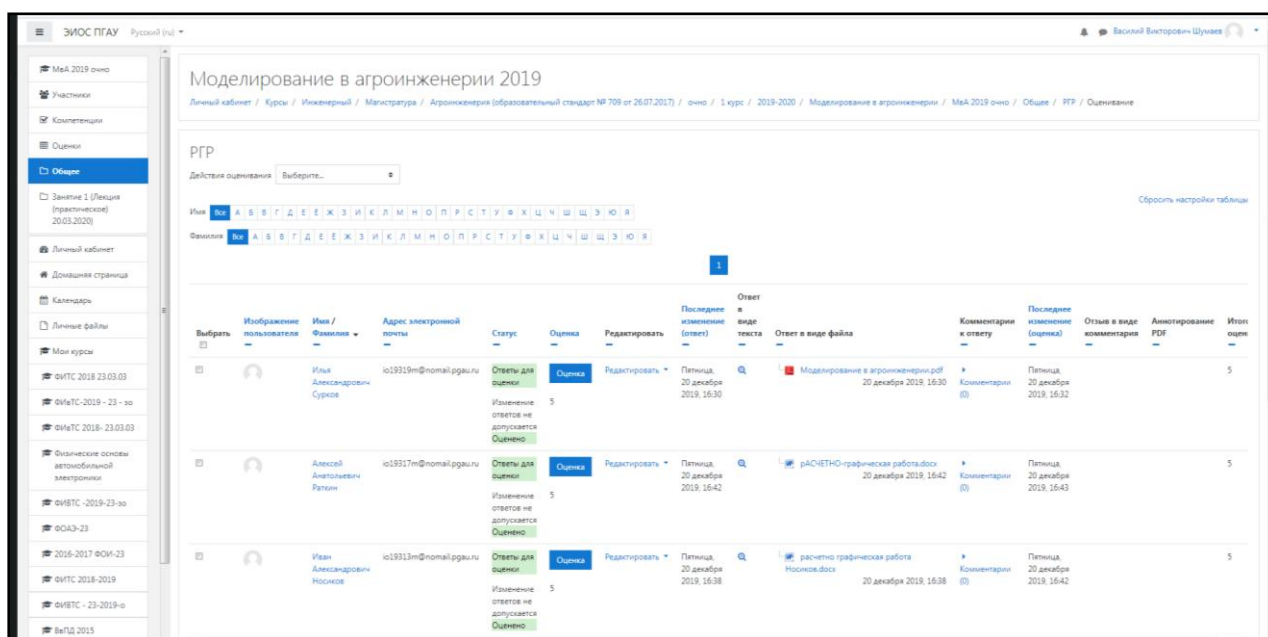 ЭИОС ПГАУ Русский (ru)
Василий Викторович Шумаев
МвА 2019 очно
Участники
Компетенции
Оценки
Общее
Занятие 1 (Лекция
(практическое)
20.03.2020)
Личный кабинет
Домашняя страница
Календарь
Личные файлы
Мои курсы
ФИТС 2018 23.03.03
ФИвТС-2019 - 23 - зо
ФИвТС 2018- 23.03.03
Физические основы
автомобильной
электроники
ФИВТС -2019-23-зо
ФОАЭ-23
2016-2017 ФОИ-23
ФИТС 2018-2019
ФИВТС - 23-2019-о
ВвПД 2015
Моделирование в агроинженерии 2019
Личный кабинет / Курсы / Инженерный / Магистратура / Агроинженерия (образовательный стандарт № 709 от 26.07.2017) / очно / 1 курс / 2019-2020 / Моделирование в агроинженерии / МвА 2019 очно / Общее / РГР / Оценивание
РГР
Действия оценивания Выберите...
Сбросить настройки таблицы
Имя Все А Б В Г Д Е Ё Ж З И К Л М Н О П Р С Т У Ф Х Ц Ч Ш Щ Э Ю Я
Фамилия Все А Б В Г Д Е Ё Ж З И К Л М Н О П Р С Т У Ф Х Ц Ч Ш Щ Э Ю Я
1
Выбрать
Изображение
пользователя
Имя /
Фамилия
Адрес электронной
почты
Статус
Оценка
Редактировать
Последнее
изменение
(ответ)
Ответ
в
виде
текста
Ответ в виде файла
Комментарии
к ответу
Последнее
изменение
(оценка)
Отзыв в виде
комментария
Аннотирование
PDF
Итого
оцен
Илья
Александрович
Сурков
io19319m@nomail.pgau.ru
Ответы для
оценки
Изменение
ответов не
допускается
Оценено
Оценка
5
Редактировать
Пятница,
20 декабря
2019, 16:30
Моделирование в агроинженерии.pdf
20 декабря 2019, 16:30
Комментарии
(0)
Пятница,
20 декабря
2019, 16:32
5
Алексей
Анатольевич
Раткин
io19317m@nomail.pgau.ru
Ответы для
оценки
Изменение
ответов не
допускается
Оценено
Оценка
5
Редактировать
Пятница,
20 декабря
2019, 16:42
рАСЧЕТНО-графическая работа.docx
20 декабря 2019, 16:42
Комментарии
(0)
Пятница,
20 декабря
2019, 16:43
5
Иван
Александрович
Носиков
io19313m@nomail.pgau.ru
Ответы для
оценки
Изменение
ответов не
допускается
Оценено
Оценка
5
Редактировать
Пятница,
20 декабря
2019, 16:38
расчетно графическая работа
Носиков.docx
20 декабря 2019, 16:38
Комментарии
(0)
Пятница,
20 декабря
2019, 16:42
5